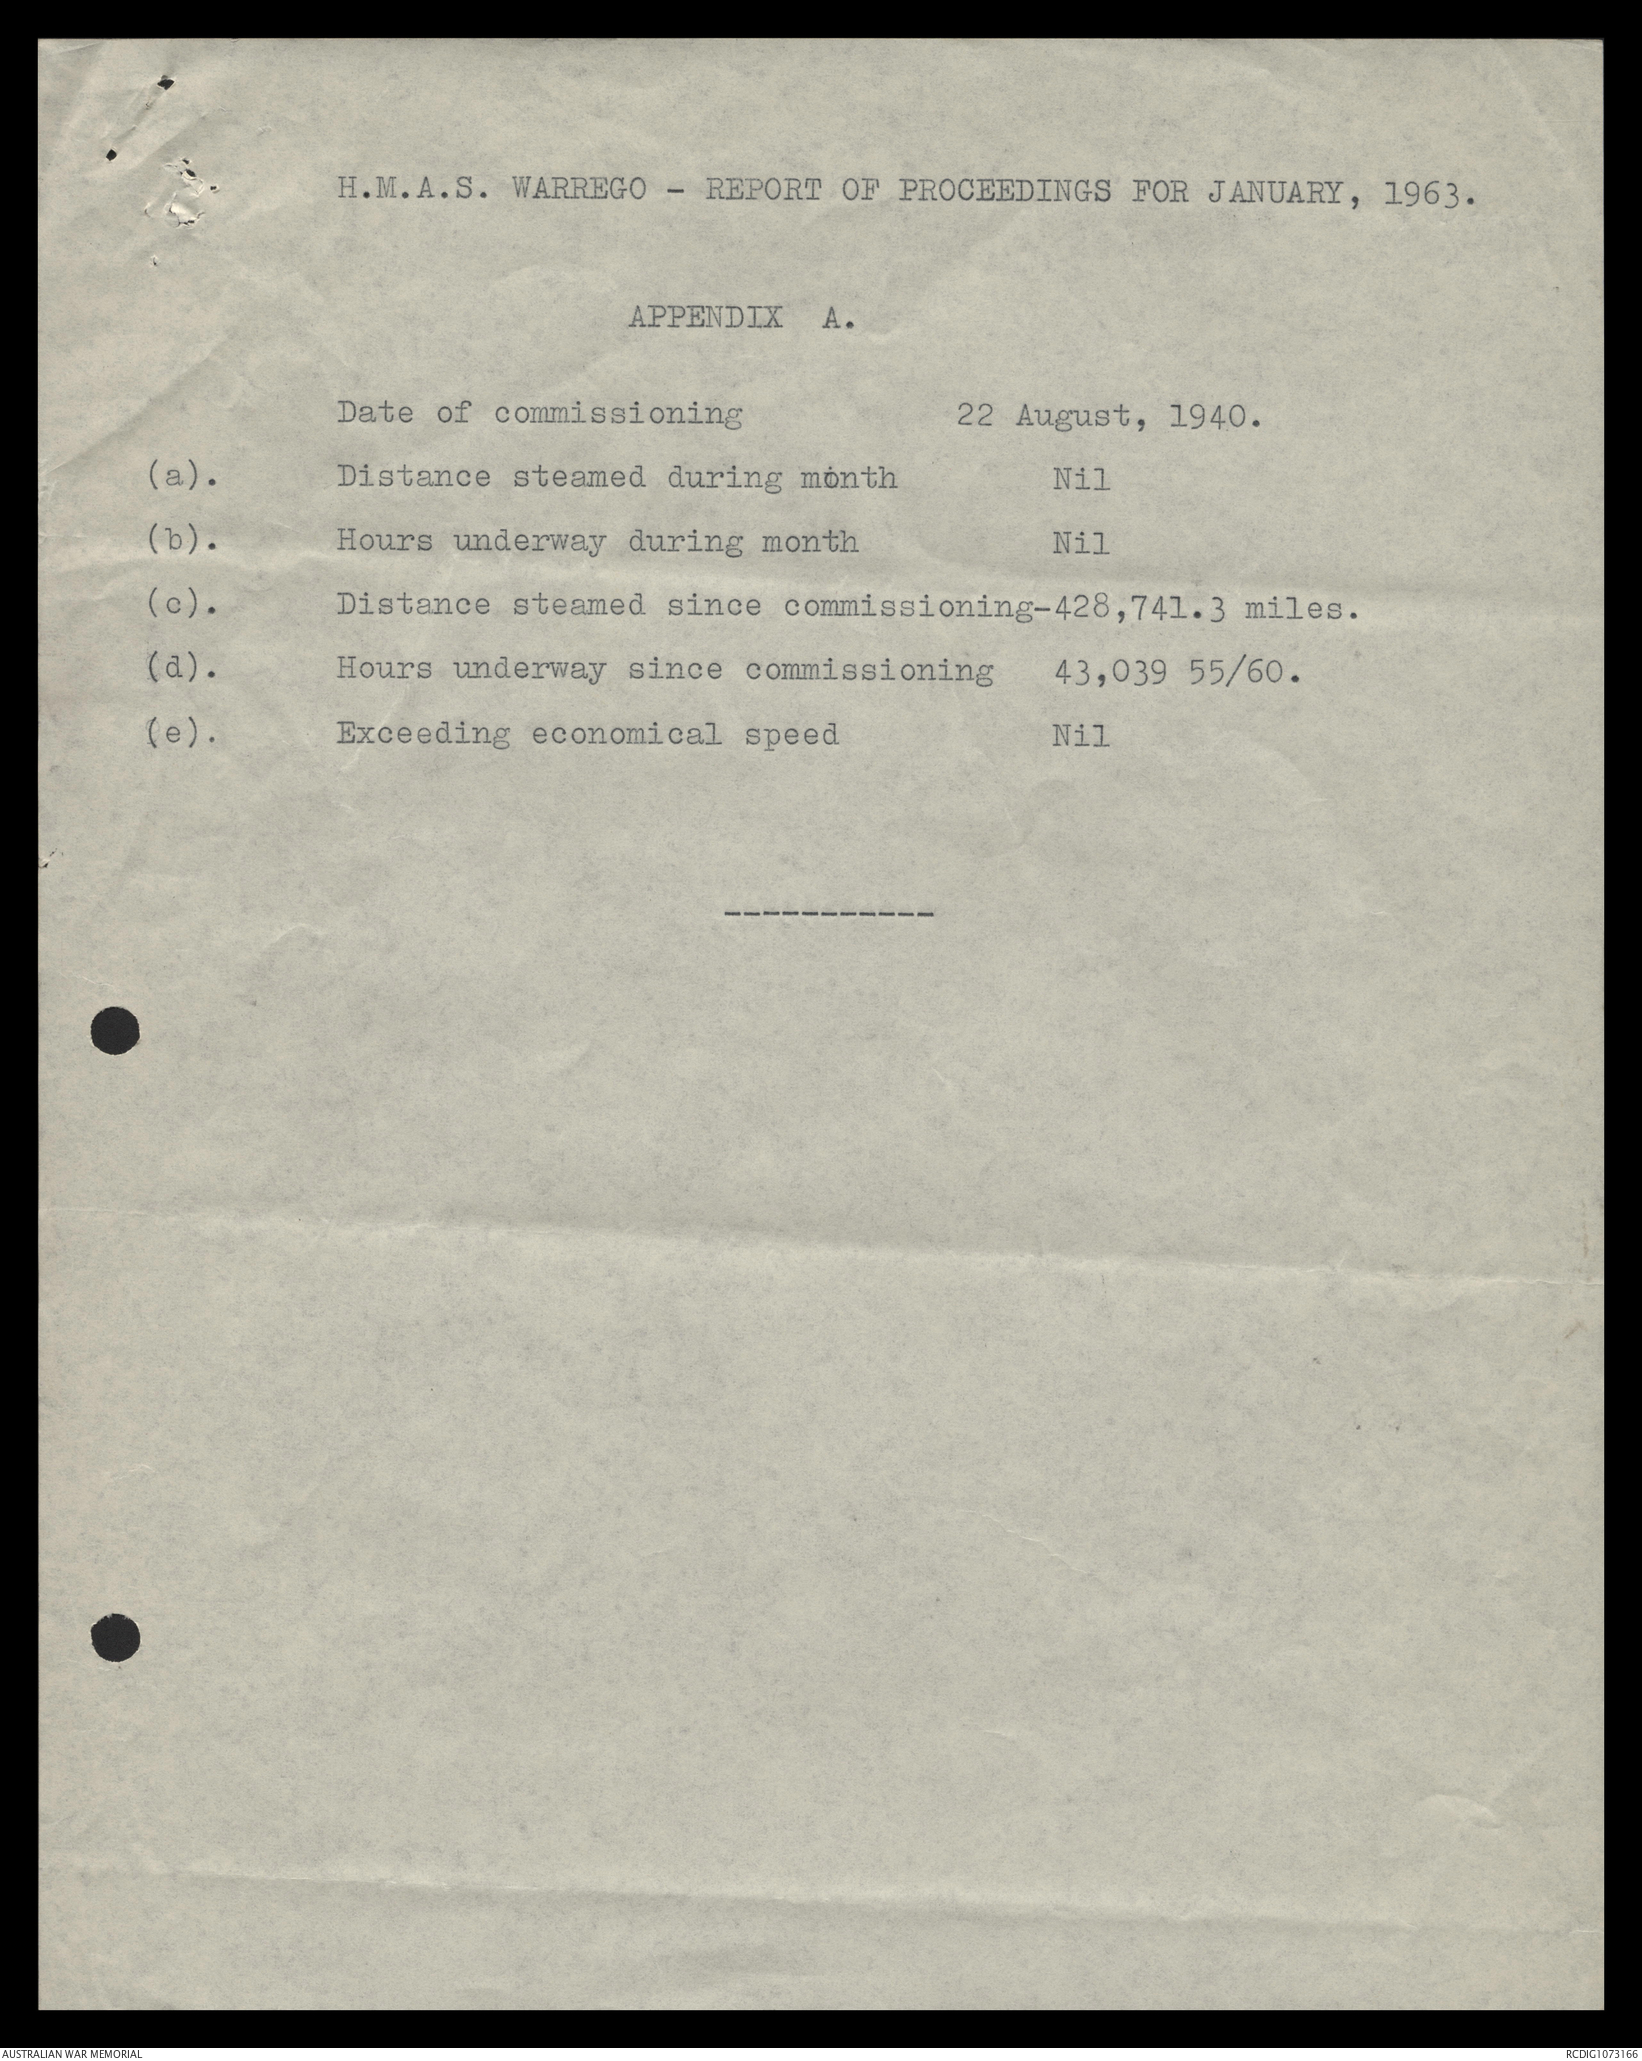 H.M.A.S. WARREGO - REPORT OF PROCEEDINGS FOR JANUARY, 1963.
APPENDIX A.
Date of commissioning 22 August, 1940.
(a). Distance steamed during month Nil
(b). Hours underway during month Nil
(c). Distance steamed since commissioning-428,741.3 miles.
(d). Hours underway since commissioning 43,039 55/60.
(e). Exceeding economical speed Nil
-----------
AUSTRALIAN WAR MEMORIAL RCDIG1073166